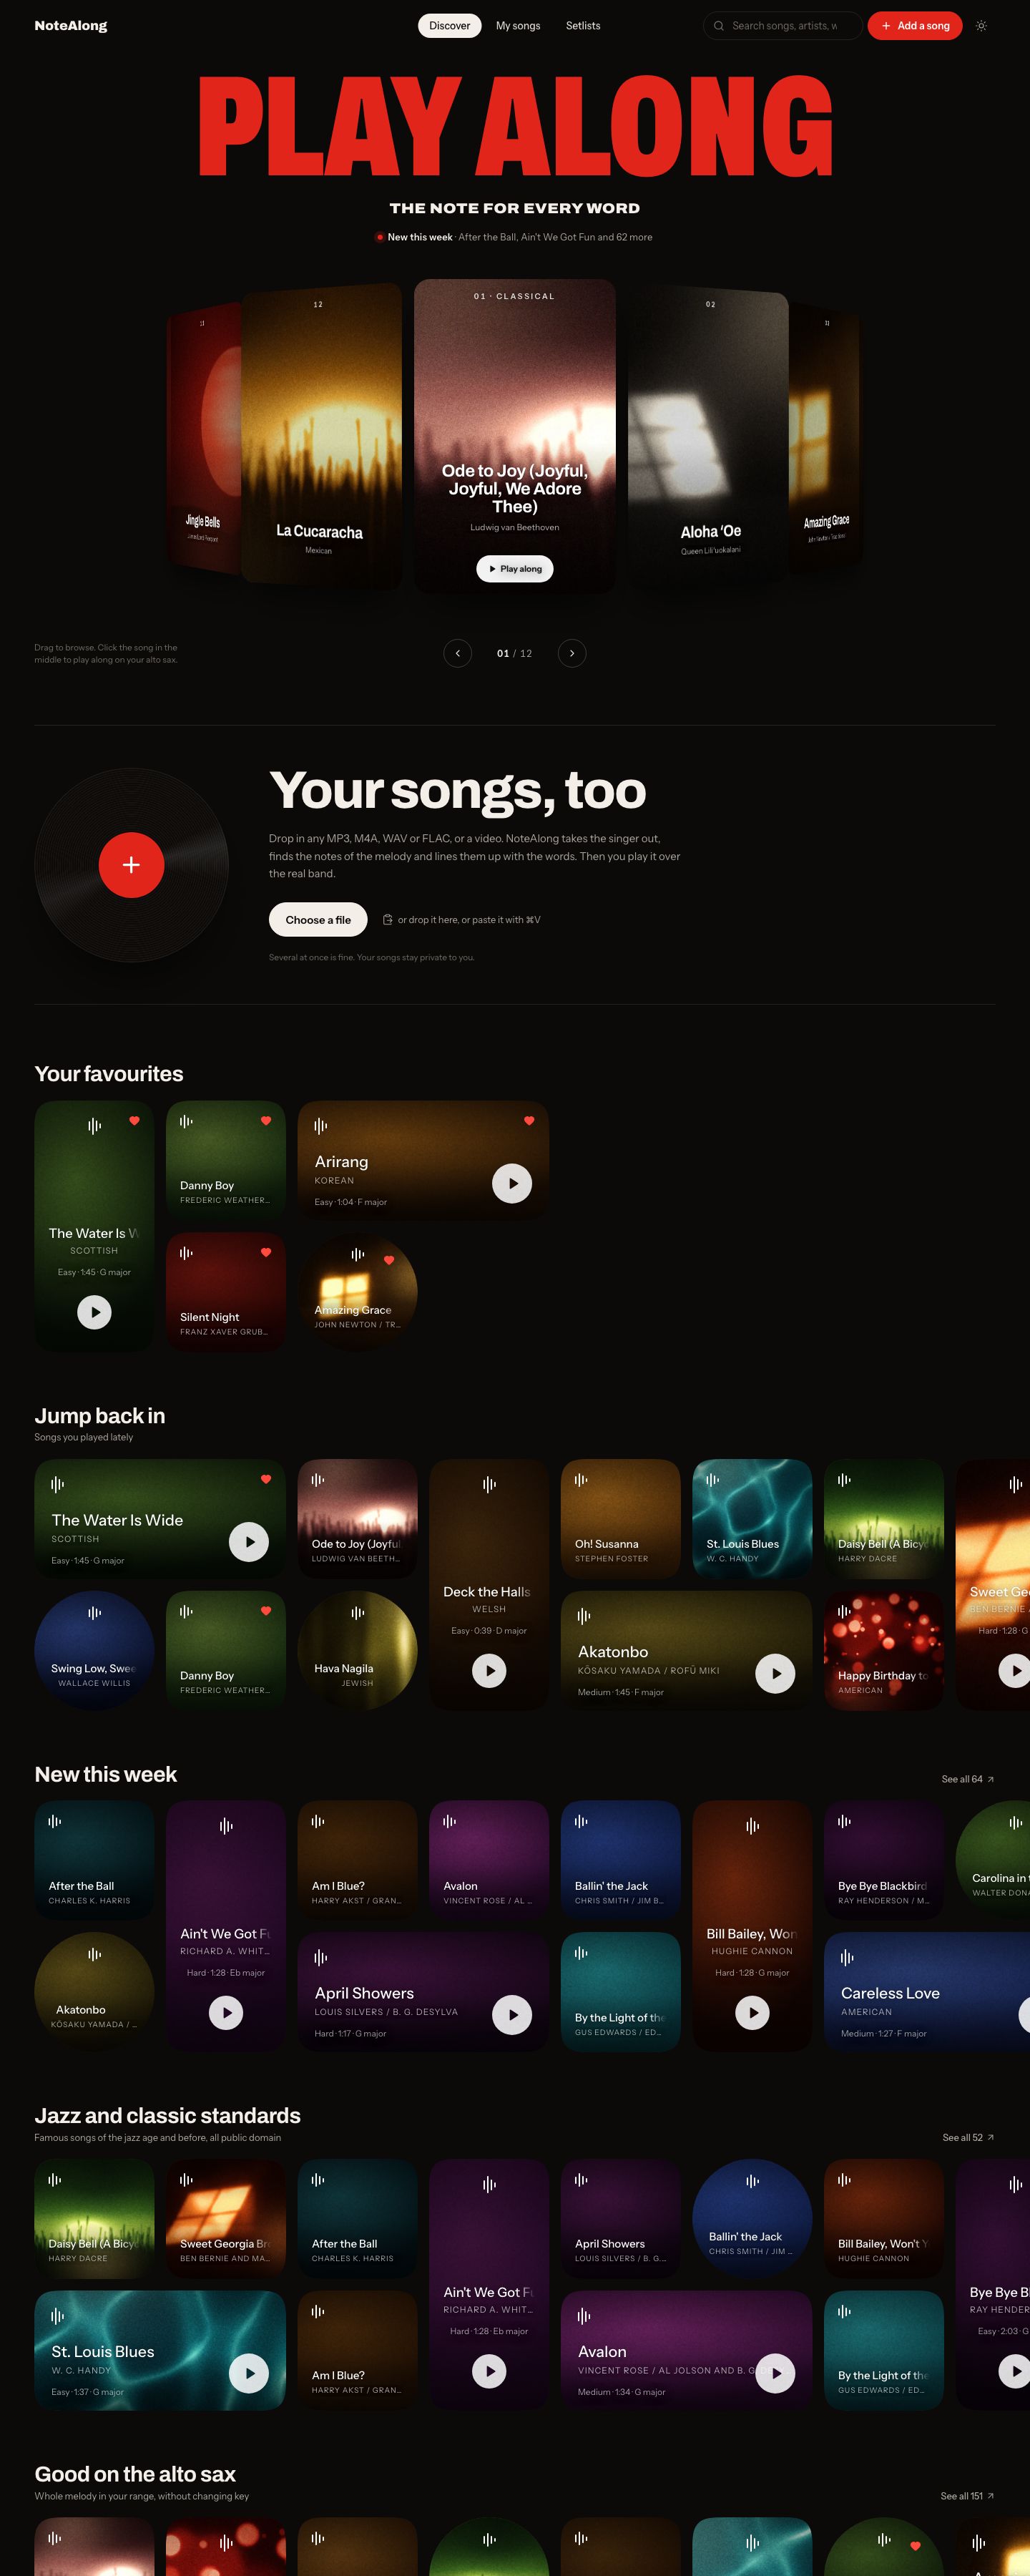 NoteAlong
Discover
My songs
Setlists
Search songs, artists, w
+ Add a song
PLAY ALONG
THE NOTE FOR EVERY WORD
New this week · After the Ball, Ain't We Got Fun and 62 more
11
Jingle Bells
12
La Cucaracha
Mexican
01 · CLASSICAL
Ode to Joy (Joyful,
Joyful, We Adore
Thee)
Ludwig van Beethoven
Play along
02
Aloha ʻOe
Queen Liliʻuokalani
Amazing Grace
Drag to browse. Click the song in the
middle to play along on your alto sax.
01 / 12
Your songs, too
Drop in any MP3, M4A, WAV or FLAC, or a video. NoteAlong takes the singer out,
finds the notes of the melody and lines them up with the words. Then you play it over
the real band.
Choose a file
or drop it here, or paste it with ⌘V
Several at once is fine. Your songs stay private to you.
Your favourites
The Water Is W
SCOTTISH
Easy · 1:45 · G major
Danny Boy
FREDERIC WEATHER…
Arirang
KOREAN
Easy · 1:04 · F major
Silent Night
FRANZ XAVER GRUB…
Amazing Grace
JOHN NEWTON / TR…
Jump back in
Songs you played lately
The Water Is Wide
SCOTTISH
Easy · 1:45 · G major
Ode to Joy (Joyful
LUDWIG VAN BEETH…
Deck the Halls
WELSH
Easy · 0:39 · D major
Oh! Susanna
STEPHEN FOSTER
St. Louis Blues
W. C. HANDY
Daisy Bell (A Bicyc
HARRY DACRE
Sweet Geo
BEN BERNIE A
Hard · 1:28 · G
Swing Low, Swee
WALLACE WILLIS
Danny Boy
FREDERIC WEATHER…
Hava Nagila
JEWISH
Akatonbo
KŌSAKU YAMADA / ROFŪ MIKI
Medium · 1:45 · F major
Happy Birthday to
AMERICAN
New this week
See all 64
After the Ball
CHARLES K. HARRIS
Ain't We Got Fu
RICHARD A. WHIT…
Hard · 1:28 · Eb major
Am I Blue?
HARRY AKST / GRAN…
Avalon
VINCENT ROSE / AL …
Ballin' the Jack
CHRIS SMITH / JIM B…
Bill Bailey, Won
HUGHIE CANNON
Hard · 1:28 · G major
Bye Bye Blackbird
RAY HENDERSON / M…
Carolina in t
WALTER DONA
Akatonbo
KŌSAKU YAMADA / …
April Showers
LOUIS SILVERS / B. G. DESYLVA
Hard · 1:17 · G major
By the Light of the
GUS EDWARDS / ED…
Careless Love
AMERICAN
Medium · 1:27 · F major
Jazz and classic standards
Famous songs of the jazz age and before, all public domain
See all 52
Daisy Bell (A Bicyc
HARRY DACRE
Sweet Georgia Bro
BEN BERNIE AND MA…
After the Ball
CHARLES K. HARRIS
Ain't We Got Fu
RICHARD A. WHIT…
Hard · 1:28 · Eb major
April Showers
LOUIS SILVERS / B. G.…
Ballin' the Jack
CHRIS SMITH / JIM …
Bill Bailey, Won't Y
HUGHIE CANNON
Bye Bye Bl
RAY HENDER
Easy · 2:03 · G
St. Louis Blues
W. C. HANDY
Easy · 1:37 · G major
Am I Blue?
HARRY AKST / GRAN…
Avalon
VINCENT ROSE / AL JOLSON AND B. G.
Medium · 1:34 · G major
By the Light of the
GUS EDWARDS / ED…
Good on the alto sax
Whole melody in your range, without changing key
See all 151